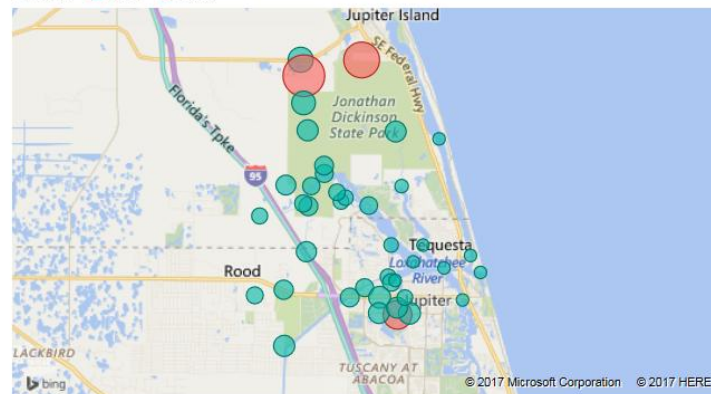 Jupiter Island
SE Federal Hwy
Jonathan
Dickinson
State Park
Florida's Tpke
95
Tequesta
Loxahatchee
River
Rood
Jupiter
LACKBIRD
TUSCANY AT
ABACOA
bing
© 2017 Microsoft Corporation © 2017 HERE